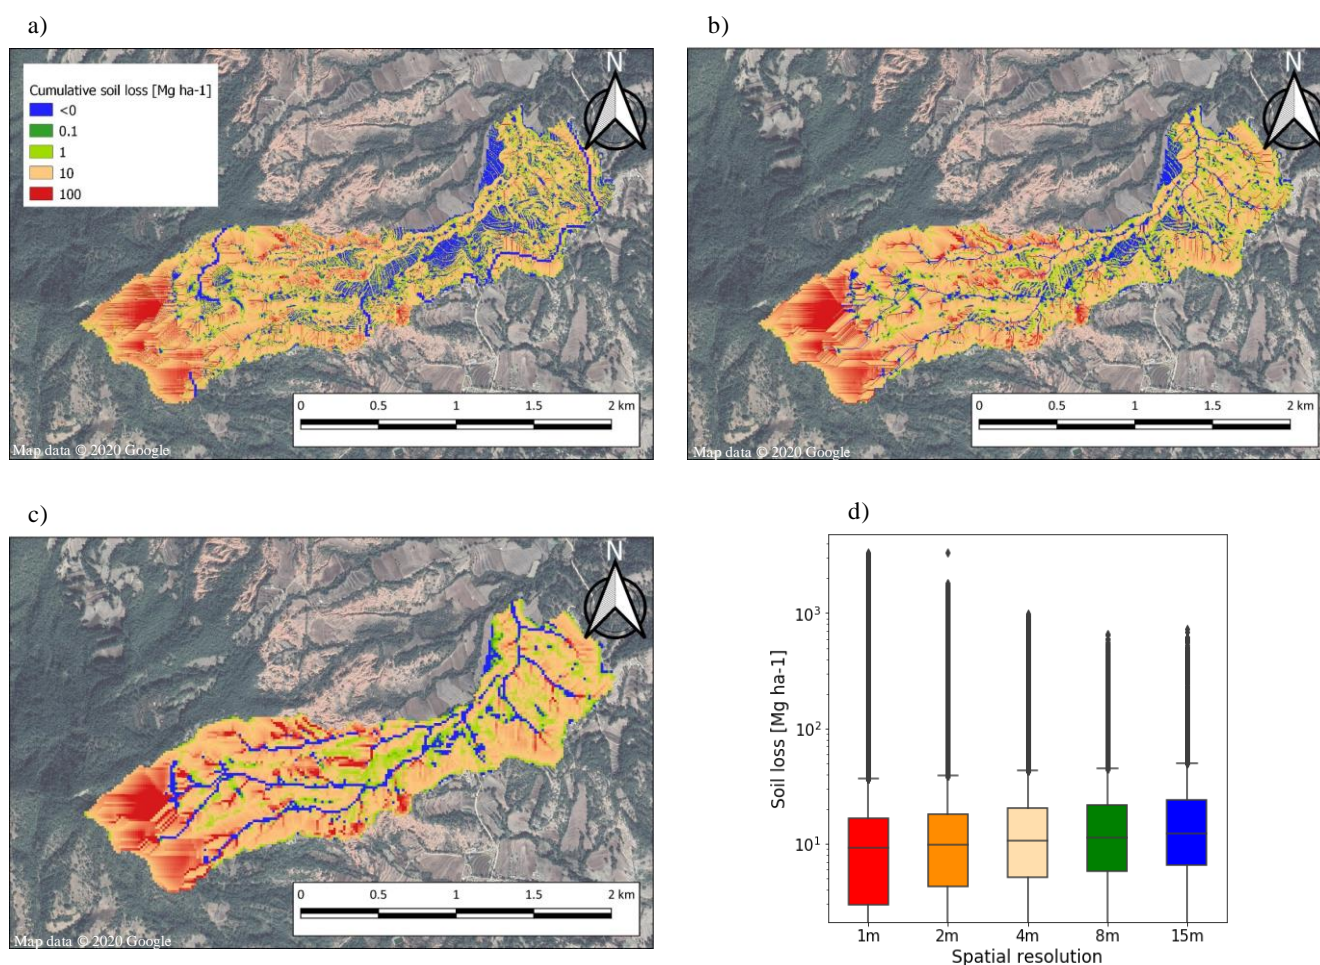 a)
N
Cumulative soil loss [Mg ha-1]
<0
0.1
1
10
100
0 0.5 1 1.5 2 km
Map data © 2020 Google
b)
N
0 0.5 1 1.5 2 km
Map data © 2020 Google
c)
N
0 0.5 1 1.5 2 km
Map data © 2020 Google
d)
Soil loss [Mg ha-1]
10³
10²
10¹
1m 2m 4m 8m 15m
Spatial resolution